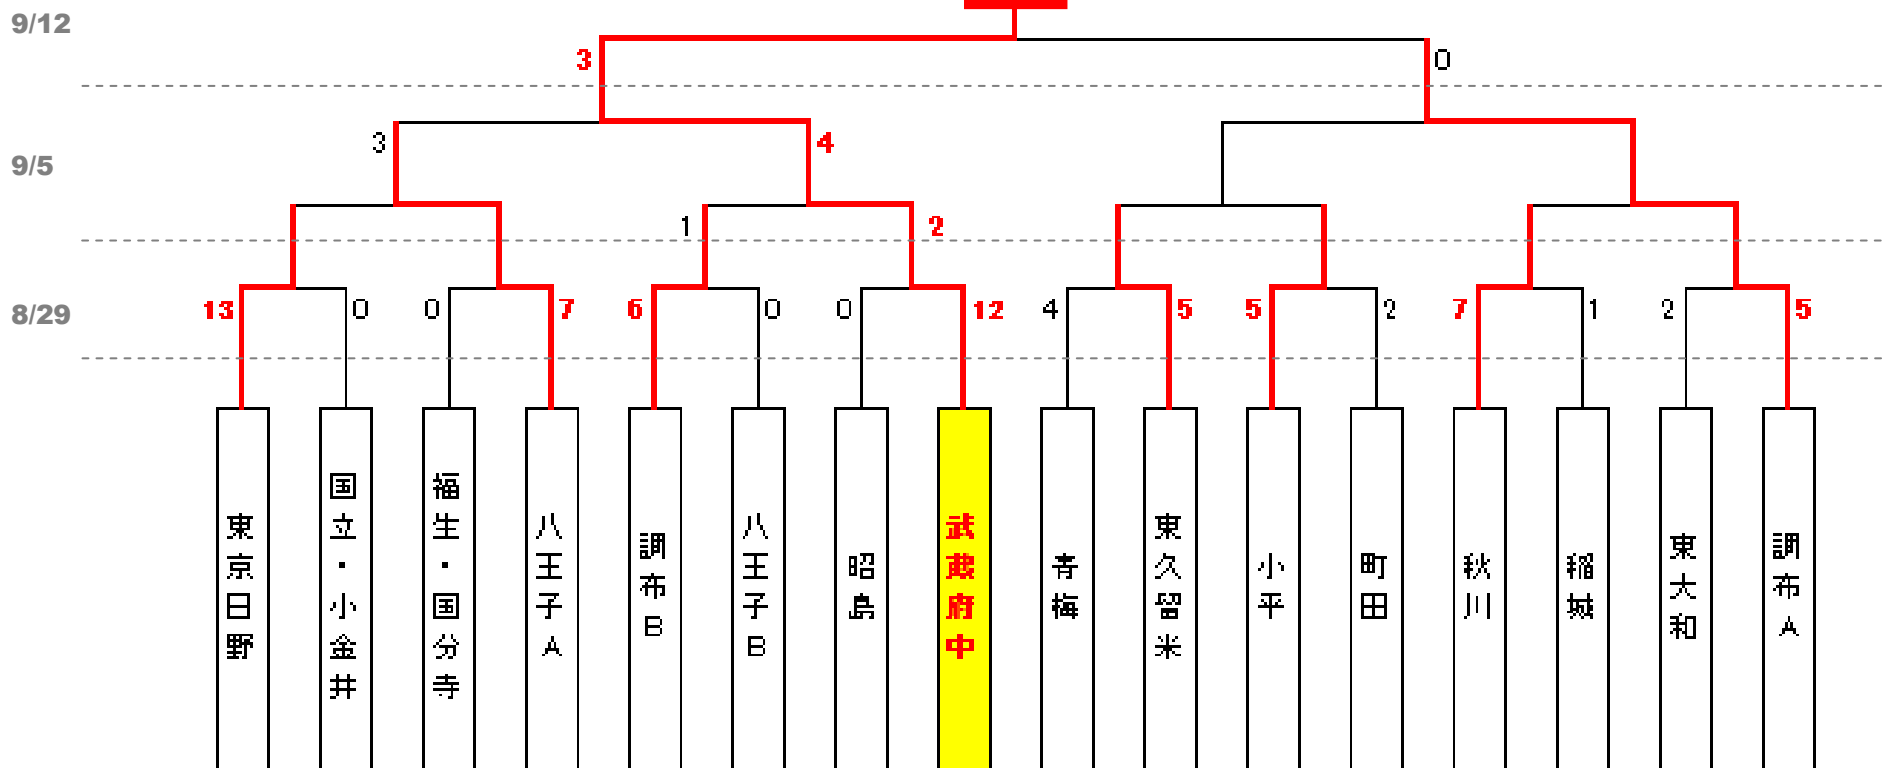 9/12
3
0
3
4
9/5
1
2
8/29
13
0
0
7
6
0
0
12
4
5
5
2
7
1
2
5
東京日野
国立・小金井
福生・国分寺
八王子A
調布B
八王子B
昭島
武蔵府中
青梅
東久留米
小平
町田
秋川
稲城
東大和
調布A